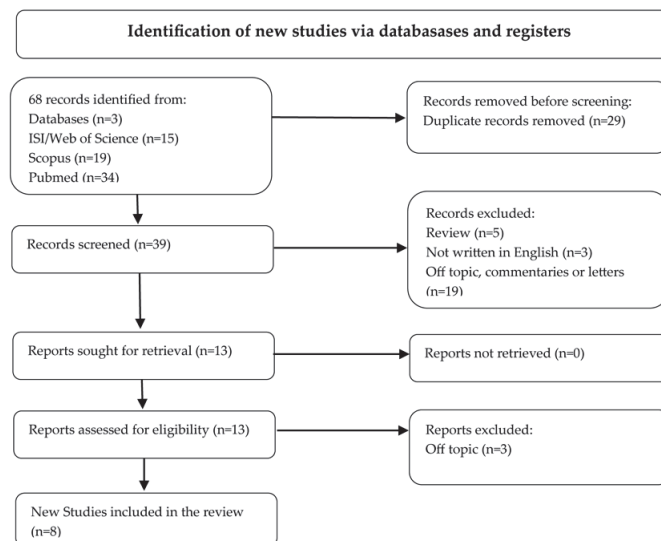 Identification of new studies via databasases and registers
68 records identified from:
Databases (n=3)
ISI/Web of Science (n=15)
Scopus (n=19)
Pubmed (n=34)
Records removed before screening:
Duplicate records removed (n=29)
Records screened (n=39)
Records excluded:
Review (n=5)
Not written in English (n=3)
Off topic, commentaries or letters
(n=19)
Reports sought for retrieval (n=13)
Reports not retrieved (n=0)
Reports assessed for eligibility (n=13)
Reports excluded:
Off topic (n=3)
New Studies included in the review
(n=8)